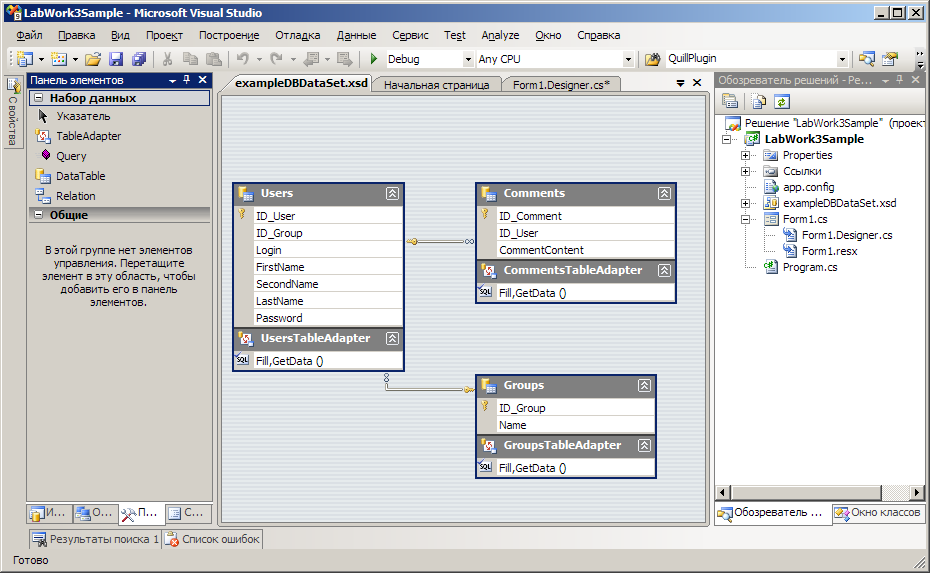 LabWork3Sample - Microsoft Visual Studio
Файл Правка Вид Проект Построение Отладка Данные Сервис Test Analyze Окно Справка
Debug Any CPU QuillPlugin
Свойства
Панель элементов
Набор данных
Указатель
TableAdapter
Query
DataTable
Relation
Общие
В этой группе нет элементов
управления. Перетащите
элемент в эту область, чтобы
добавить его в панель
элементов.
И... О... П... С...
exampleDBDataSet.xsd Начальная страница Form1.Designer.cs*
Users
ID_User
ID_Group
Login
FirstName
SecondName
LastName
Password
UsersTableAdapter
SQL Fill,GetData ()
Comments
ID_Comment
ID_User
CommentContent
CommentsTableAdapter
SQL Fill,GetData ()
Groups
ID_Group
Name
GroupsTableAdapter
SQL Fill,GetData ()
Обозреватель решений - Ре...
Решение "LabWork3Sample" (проект
LabWork3Sample
Properties
Ссылки
app.config
exampleDBDataSet.xsd
Form1.cs
Form1.Designer.cs
Form1.resx
Program.cs
Обозреватель ... Окно классов
Результаты поиска 1 Список ошибок
Готово